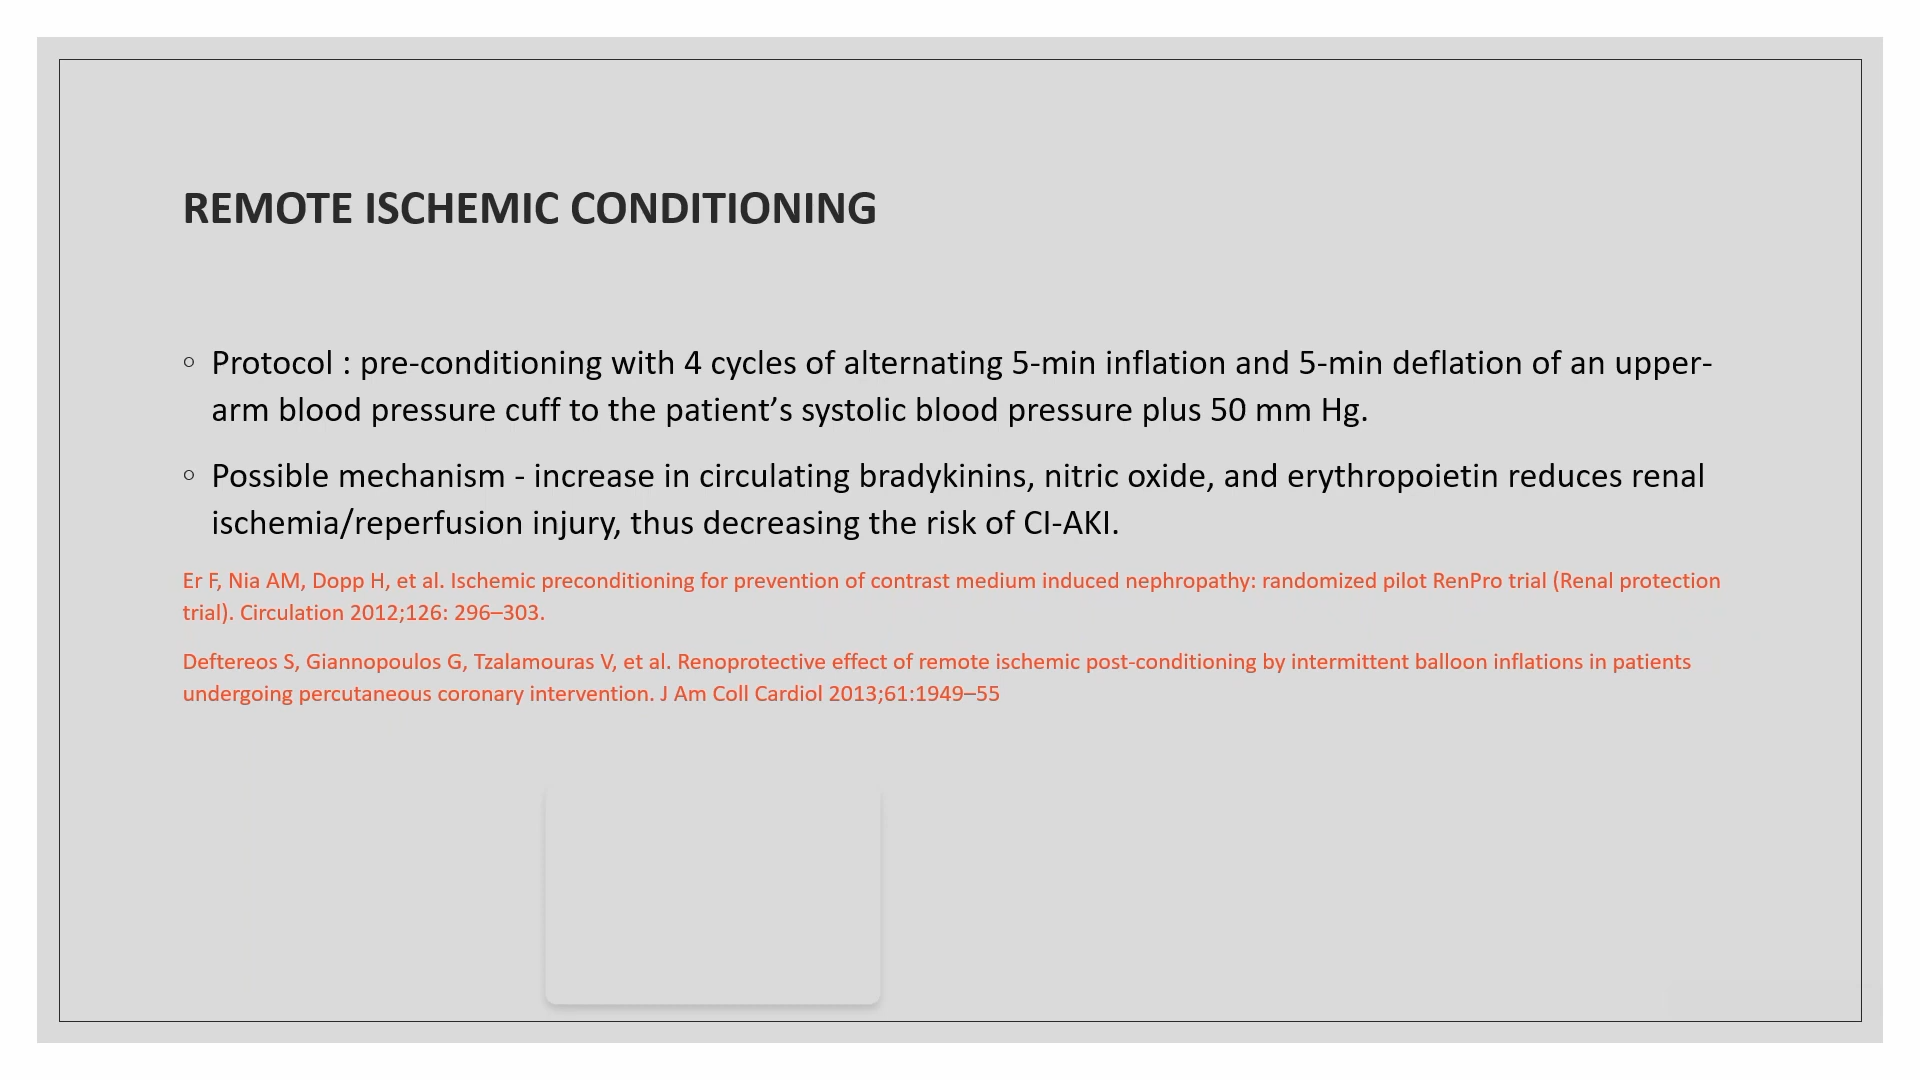 REMOTE ISCHEMIC CONDITIONING
◦ Protocol : pre-conditioning with 4 cycles of alternating 5-min inflation and 5-min deflation of an upper-
arm blood pressure cuff to the patient’s systolic blood pressure plus 50 mm Hg.
◦ Possible mechanism - increase in circulating bradykinins, nitric oxide, and erythropoietin reduces renal
ischemia/reperfusion injury, thus decreasing the risk of CI-AKI.
Er F, Nia AM, Dopp H, et al. Ischemic preconditioning for prevention of contrast medium induced nephropathy: randomized pilot RenPro trial (Renal protection
trial). Circulation 2012;126: 296–303.
Deftereos S, Giannopoulos G, Tzalamouras V, et al. Renoprotective effect of remote ischemic post-conditioning by intermittent balloon inflations in patients
undergoing percutaneous coronary intervention. J Am Coll Cardiol 2013;61:1949–55